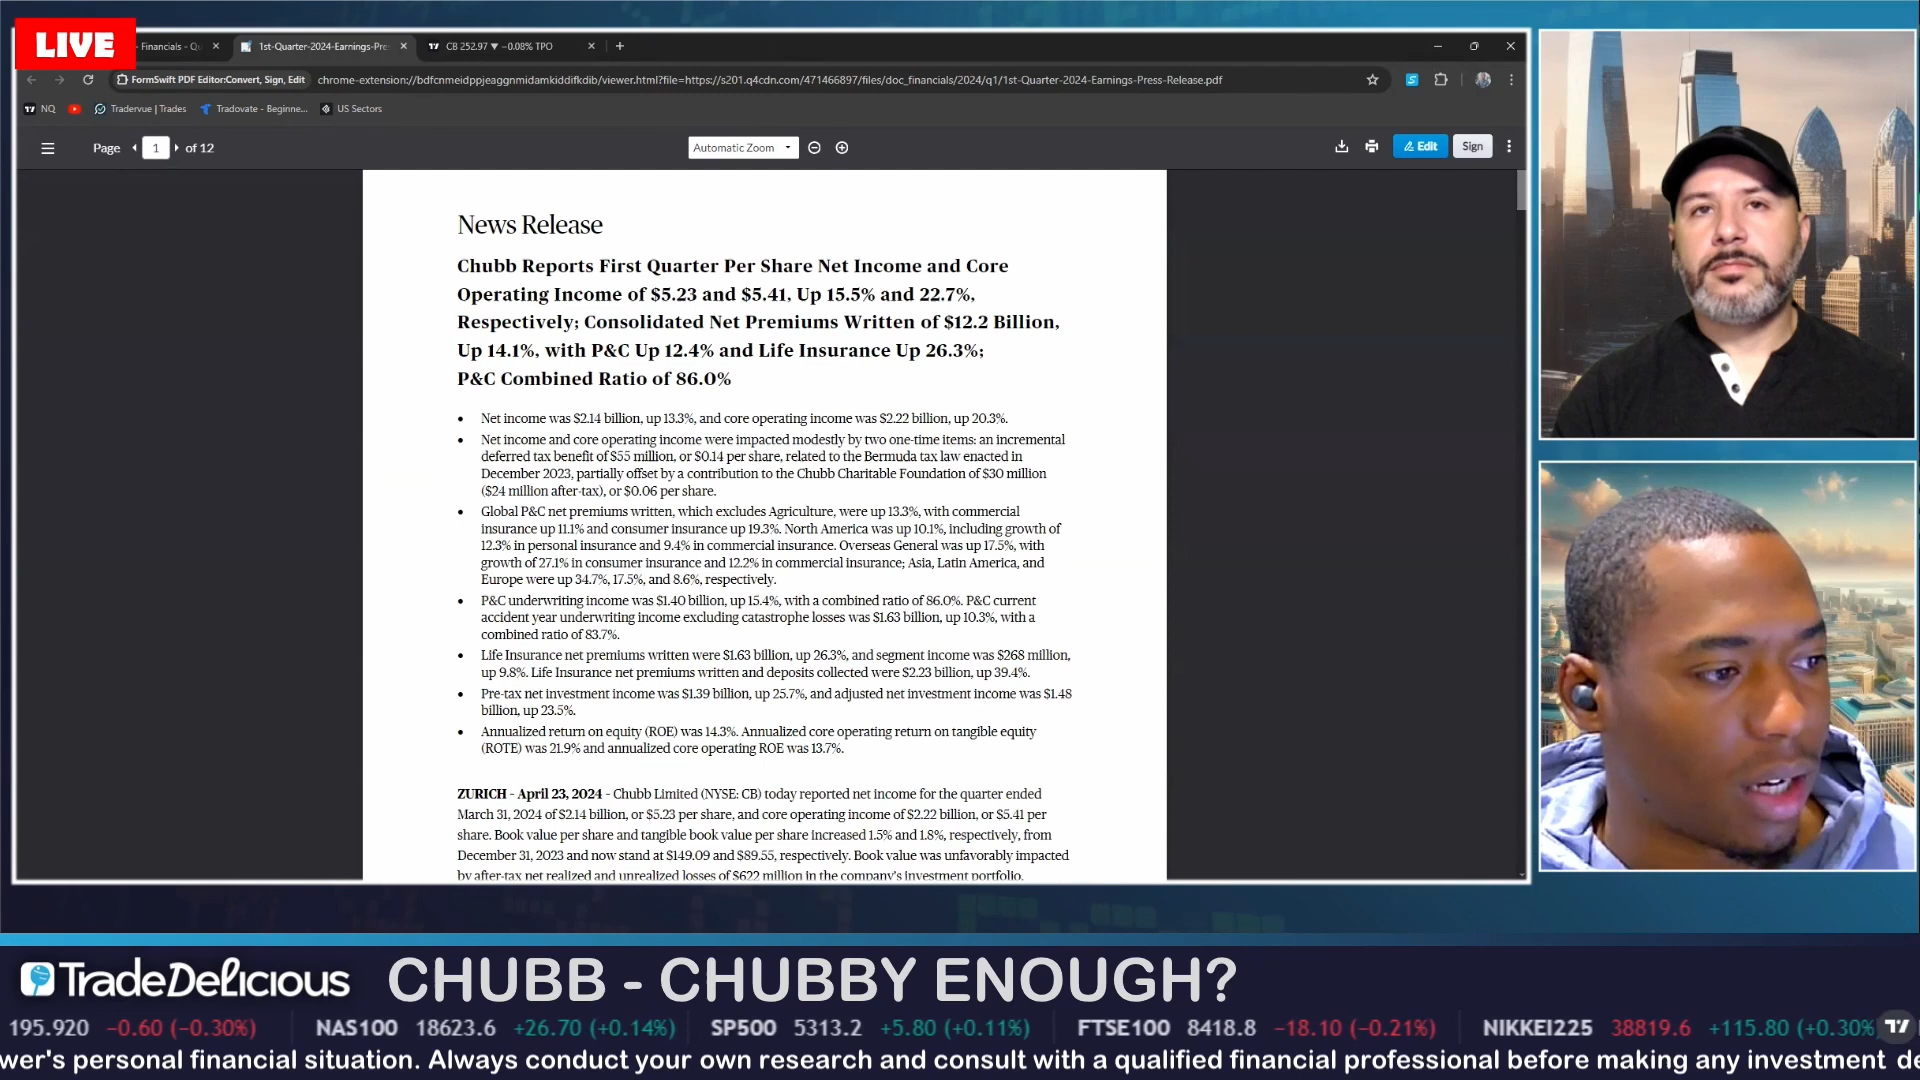 LIVE
Financials - Qu
1st-Quarter-2024-Earnings-Pre
CB 252.97 ▼ −0.08% TPO
FormSwift PDF Editor:Convert, Sign, Edit
chrome-extension://bdfcnmeidppjeaggnmidamkiddifkdib/viewer.html?file=https://s201.q4cdn.com/471466897/files/doc_financials/2024/q1/1st-Quarter-2024-Earnings-Press-Release.pdf
NQ
Tradervue | Trades
Tradovate - Beginne...
US Sectors
Page 1 of 12
Automatic Zoom
Edit
Sign
News Release
Chubb Reports First Quarter Per Share Net Income and Core
Operating Income of $5.23 and $5.41, Up 15.5% and 22.7%,
Respectively; Consolidated Net Premiums Written of $12.2 Billion,
Up 14.1%, with P&C Up 12.4% and Life Insurance Up 26.3%;
P&C Combined Ratio of 86.0%
• Net income was $2.14 billion, up 13.3%, and core operating income was $2.22 billion, up 20.3%.
• Net income and core operating income were impacted modestly by two one-time items: an incremental
deferred tax benefit of $55 million, or $0.14 per share, related to the Bermuda tax law enacted in
December 2023, partially offset by a contribution to the Chubb Charitable Foundation of $30 million
($24 million after-tax), or $0.06 per share.
• Global P&C net premiums written, which excludes Agriculture, were up 13.3%, with commercial
insurance up 11.1% and consumer insurance up 19.3%. North America was up 10.1%, including growth of
12.3% in personal insurance and 9.4% in commercial insurance. Overseas General was up 17.5%, with
growth of 27.1% in consumer insurance and 12.2% in commercial insurance; Asia, Latin America, and
Europe were up 34.7%, 17.5%, and 8.6%, respectively.
• P&C underwriting income was $1.40 billion, up 15.4%, with a combined ratio of 86.0%. P&C current
accident year underwriting income excluding catastrophe losses was $1.63 billion, up 10.3%, with a
combined ratio of 83.7%.
• Life Insurance net premiums written were $1.63 billion, up 26.3%, and segment income was $268 million,
up 9.8%. Life Insurance net premiums written and deposits collected were $2.23 billion, up 39.4%.
• Pre-tax net investment income was $1.39 billion, up 25.7%, and adjusted net investment income was $1.48
billion, up 23.5%.
• Annualized return on equity (ROE) was 14.3%. Annualized core operating return on tangible equity
(ROTE) was 21.9% and annualized core operating ROE was 13.7%.
ZURICH - April 23, 2024 - Chubb Limited (NYSE: CB) today reported net income for the quarter ended
March 31, 2024 of $2.14 billion, or $5.23 per share, and core operating income of $2.22 billion, or $5.41 per
share. Book value per share and tangible book value per share increased 1.5% and 1.8%, respectively, from
December 31, 2023 and now stand at $149.09 and $89.55, respectively. Book value was unfavorably impacted
by after-tax net realized and unrealized losses of $622 million in the company's investment portfolio.
TradeDelicious
CHUBB - CHUBBY ENOUGH?
195.920 −0.60 (−0.30%) NAS100 18623.6 +26.70 (+0.14%) SP500 5313.2 +5.80 (+0.11%) FTSE100 8418.8 −18.10 (−0.21%) NIKKEI225 38819.6 +115.80 (+0.30%
wer's personal financial situation. Always conduct your own research and consult with a qualified financial professional before making any investment de